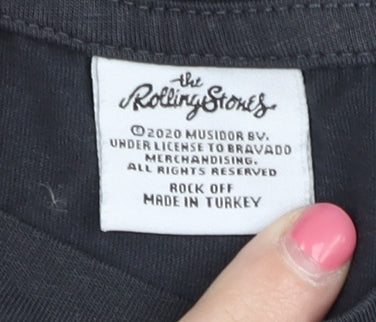 the
Rolling Stones
©2020 MUSIDOR BV.
UNDER LICENSE TO BRAVADO
MERCHANDISING.
ALL RIGHTS RESERVED
ROCK OFF
MADE IN TURKEY